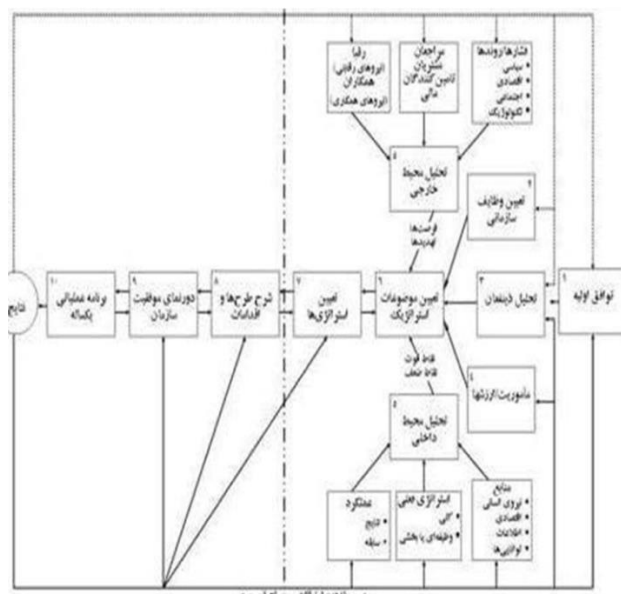 فشارها/روندها
• سیاسی
• اقتصادی
• اجتماعی
• تکنولوژیک
مراجعان
مشتریان
تامین کنندگان
مالی
رقبا
(نیروهای رقابتی)
همکاران
(نیروهای همکاری)
۵
تحلیل محیط
خارجی
فرصت‌ها
تهدیدها
۱
توافق اولیه
۲
تعیین وظایف
سازمانی
۳
تحلیل ذینفعان
۴
مأموریت/ارزشها
۶
تعیین موضوعات
استراتژیک
۷
تعیین
استراتژی‌ها
۸
شرح طرح‌ها و
اقدامات
۹
دورنمای موفقیت
سازمان
۱۰
برنامه عملیاتی
یکساله
نتایج
نقاط قوت
نقاط ضعف
۵
تحلیل محیط
داخلی
منابع
• نیروی انسانی
• اقتصادی
• اطلاعات
• توانایی‌ها
استراتژی فعلی
• کلی
• وظیفه‌ای یا بخشی
عملکرد
• نتایج
• سابقه